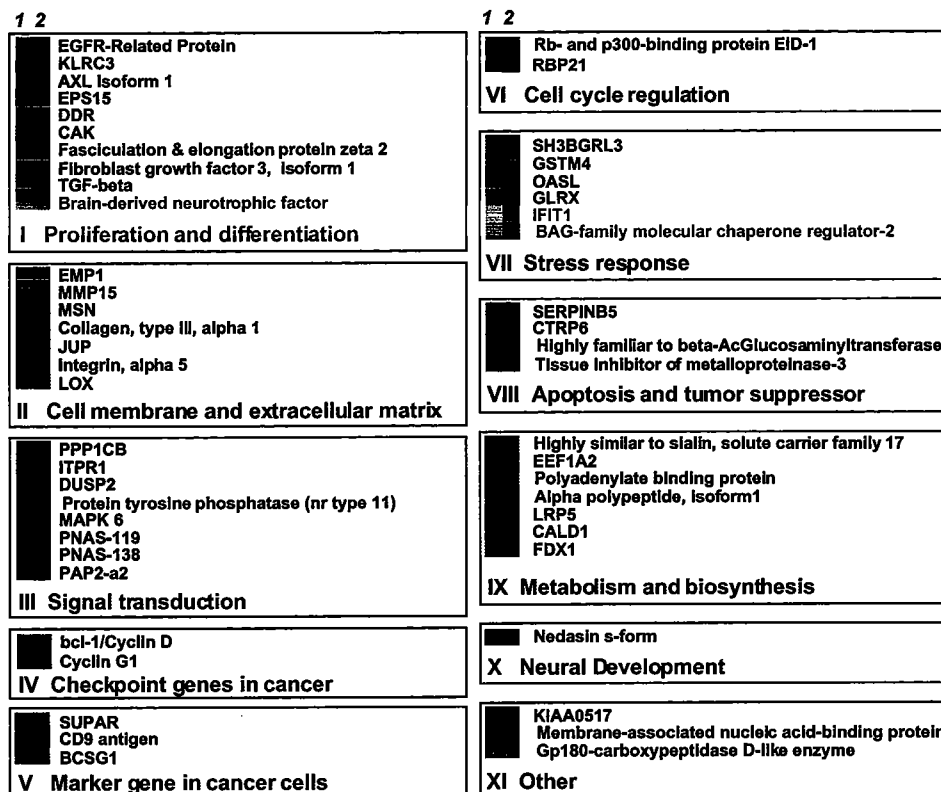 1 2
EGFR-Related Protein
KLRC3
AXL Isoform 1
EPS15
DDR
CAK
Fasciculation & elongation protein zeta 2
Fibroblast growth factor 3, Isoform 1
TGF-beta
Brain-derived neurotrophic factor
I Proliferation and differentiation
EMP1
MMP15
MSN
Collagen, type III, alpha 1
JUP
Integrin, alpha 5
LOX
II Cell membrane and extracellular matrix
PPP1CB
ITPR1
DUSP2
Protein tyrosine phosphatase (nr type 11)
MAPK 6
PNAS-119
PNAS-138
PAP2-a2
III Signal transduction
bcl-1/Cyclin D
Cyclin G1
IV Checkpoint genes in cancer
SUPAR
CD9 antigen
BCSG1
V Marker gene in cancer cells
1 2
Rb- and p300-binding protein EID-1
RBP21
VI Cell cycle regulation
SH3BGRL3
GSTM4
OASL
GLRX
IFIT1
BAG-family molecular chaperone regulator-2
VII Stress response
SERPINB5
CTRP6
Highly familiar to beta-AcGlucosaminyltransferase
Tissue inhibitor of metalloproteinase-3
VIII Apoptosis and tumor suppressor
Highly similar to sialin, solute carrier family 17
EEF1A2
Polyadenylate binding protein
Alpha polypeptide, isoform1
LRP5
CALD1
FDX1
IX Metabolism and biosynthesis
Nedasin s-form
X Neural Development
KIAA0517
Membrane-associated nucleic acid-binding protein
Gp180-carboxypeptidase D-like enzyme
XI Other